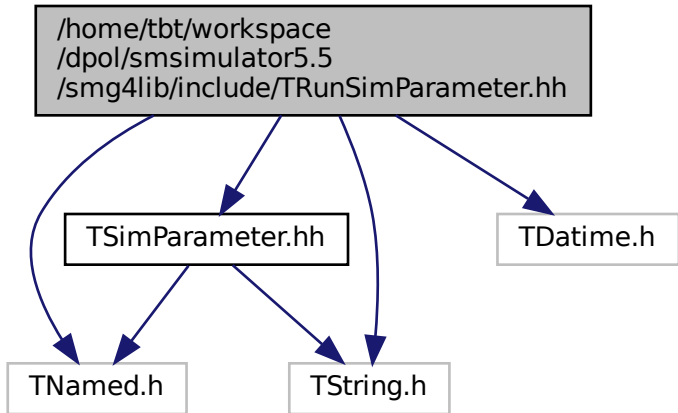 /home/tbt/workspace
/dpol/smsimulator5.5
/smg4lib/include/TRunSimParameter.hh
TSimParameter.hh
TDatime.h
TNamed.h
TString.h